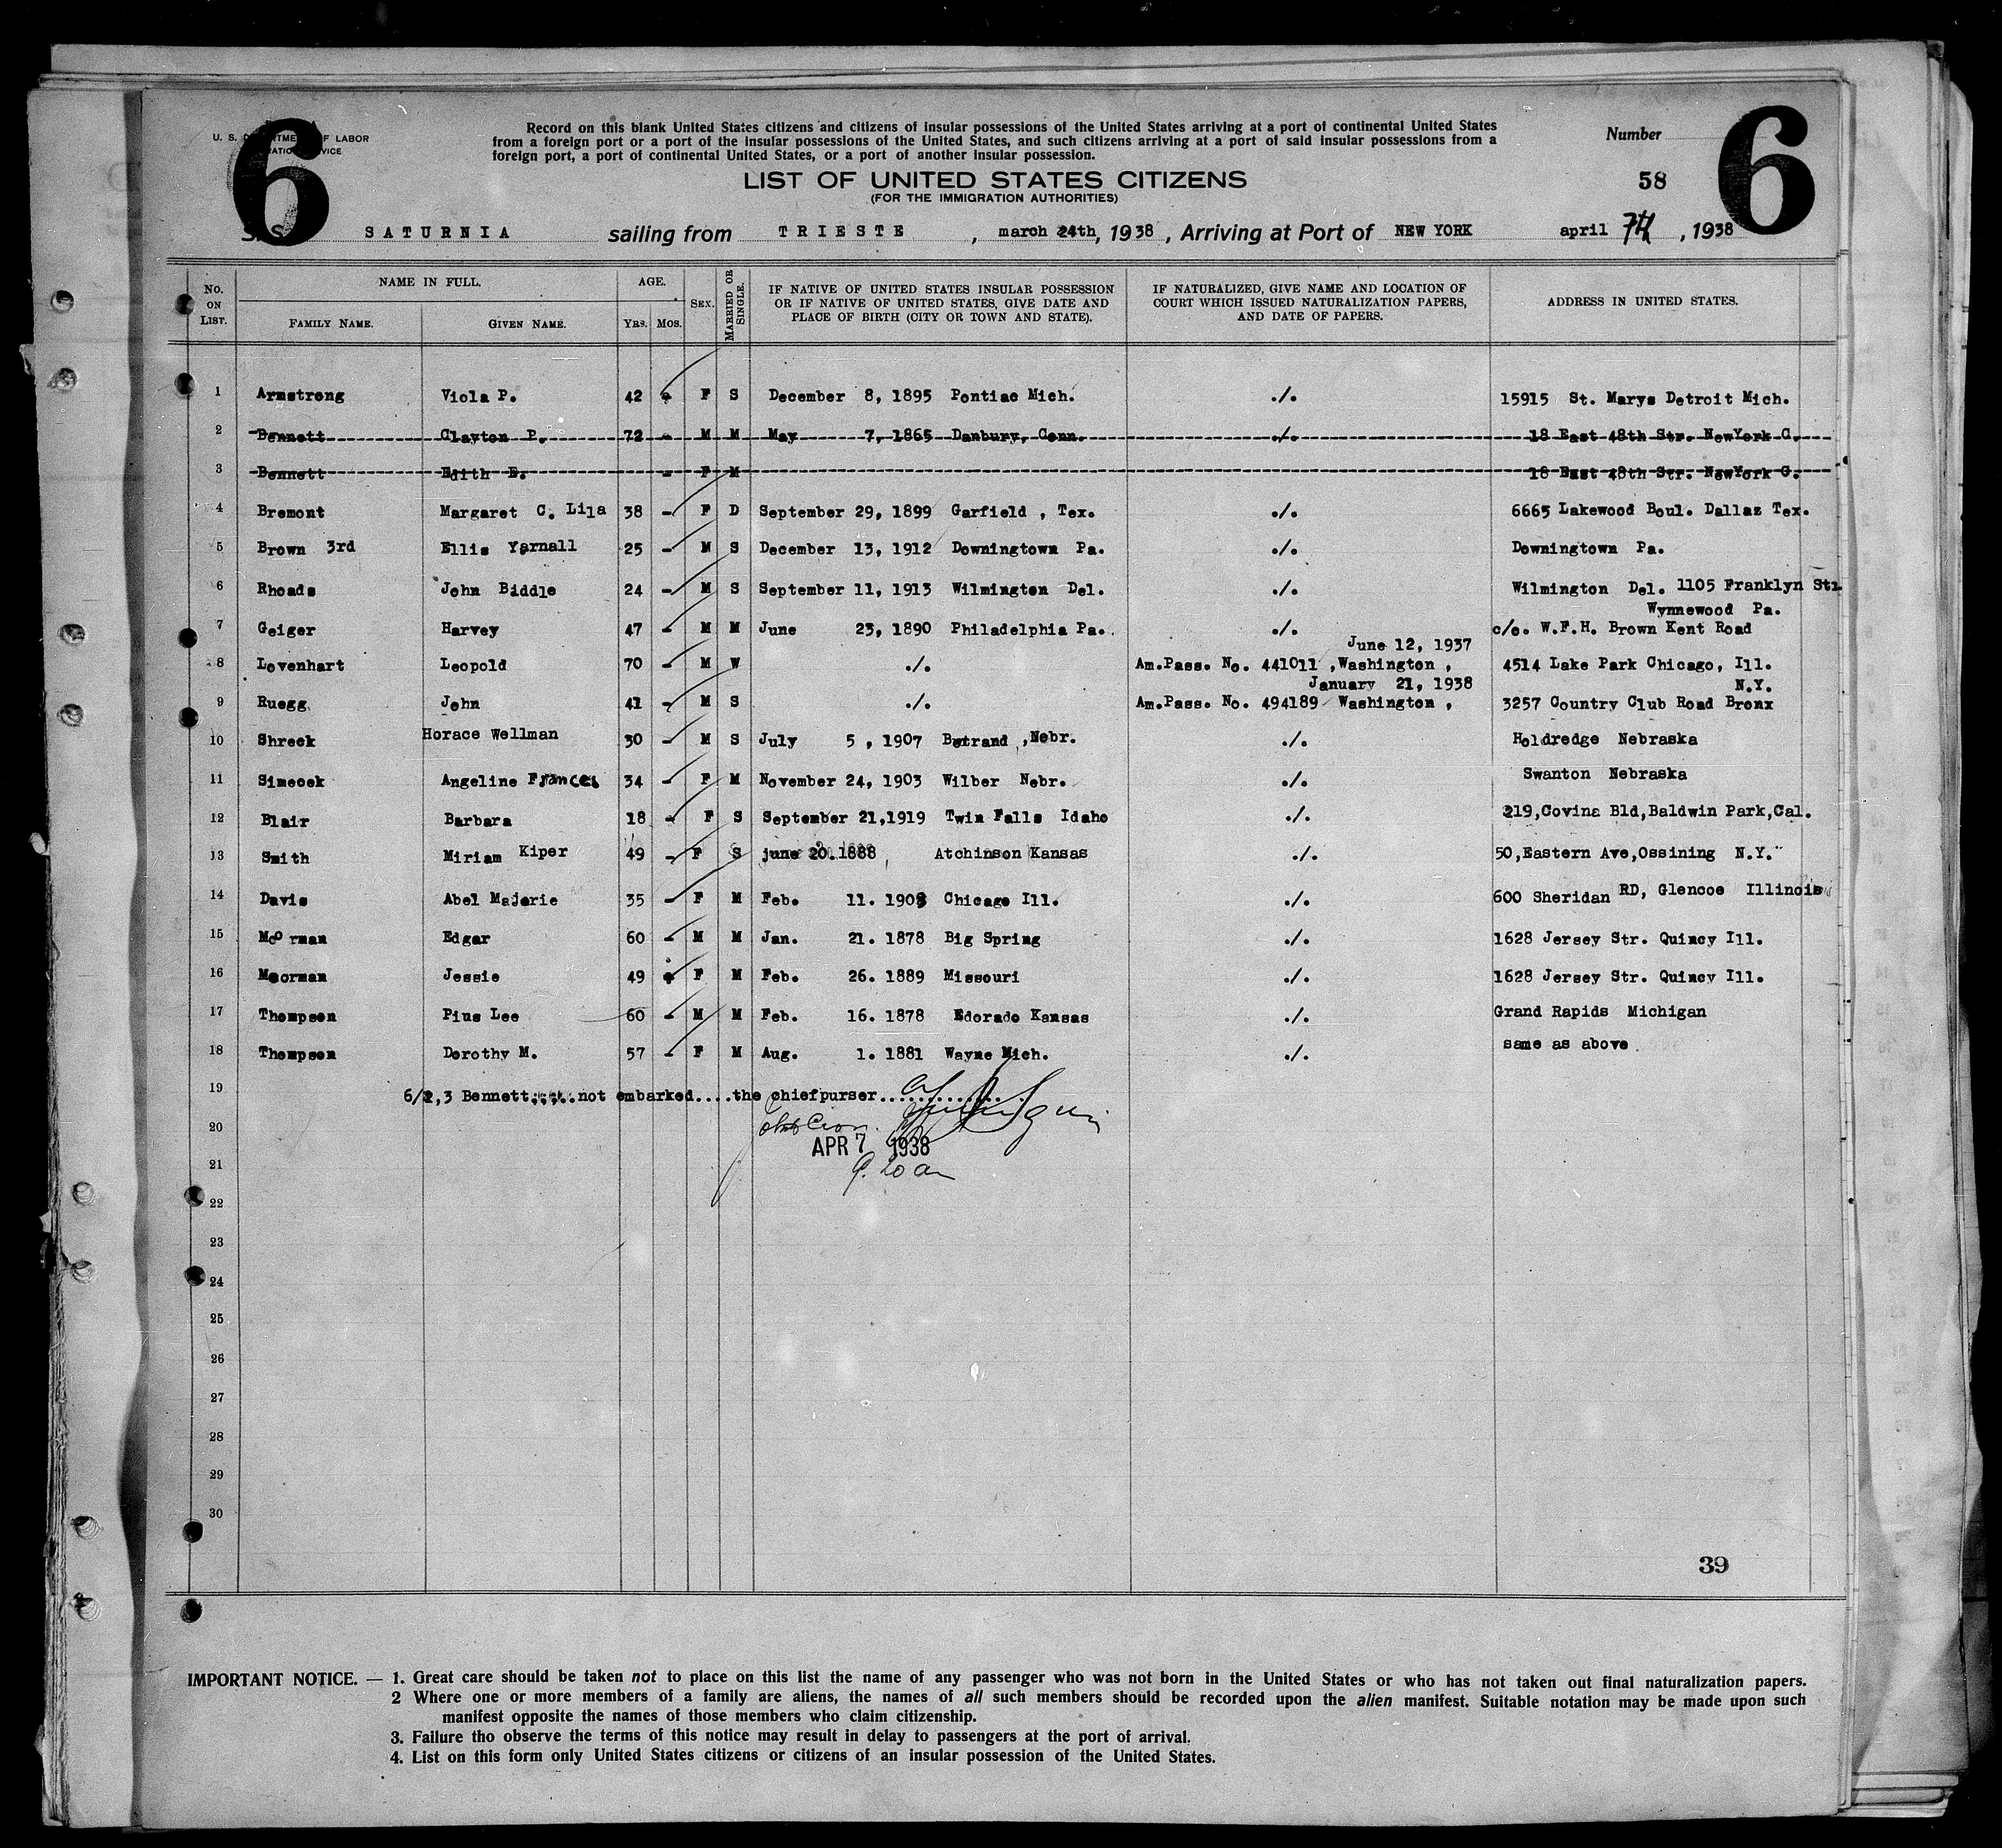 6
U. S. DEPARTMENT OF LABOR
Record on this blank United States citizens and citizens of insular possessions of the United States arriving at a port of continental United States
from a foreign port or a port of the insular possessions of the United States, and such citizens arriving at a port of said insular possessions from a
foreign port, a port of continental United States, or a port of another insular possession.
LIST OF UNITED STATES CITIZENS
(FOR THE IMMIGRATION AUTHORITIES)
Number
58
6
S. S. SATURNIA sailing from TRIESTE , march 24th, 1938 , Arriving at Port of NEW YORK april 7th , 1938
No. on List. NAME IN FULL. Family Name. Given Name. AGE. Yrs. Mos. Sex. Married or Single. IF NATIVE OF UNITED STATES INSULAR POSSESSION OR IF NATIVE OF UNITED STATES, GIVE DATE AND PLACE OF BIRTH (CITY OR TOWN AND STATE). IF NATURALIZED, GIVE NAME AND LOCATION OF COURT WHICH ISSUED NATURALIZATION PAPERS, AND DATE OF PAPERS. ADDRESS IN UNITED STATES.
1 Armstrong Viola P. 42 - F S December 8, 1895 Pontiac Mich. ./. 15915 St. Marys Detroit Mich.
2 Bennett Clayton P. 72 - M M May 7, 1865 Danbury, Conn. ./. 18 East 48th Str. NewYork C.
3 Bennett Edith E. - F M 18 East 48th Str. NewYork C.
4 Bremont Margaret C. Lila 38 - F D September 29, 1899 Garfield , Tex. ./. 6665 Lakewood Boul. Dallas Tex.
5 Brown 3rd Ellis Yarnall 25 - M S December 13, 1912 Downingtown Pa. ./. Downingtown Pa.
6 Rhoads John Biddle 24 - M S September 11, 1913 Wilmington Del. ./. Wilmington Del. 1105 Franklyn Str
Wynnewood Pa.
7 Geiger Harvey 47 - M M June 23, 1890 Philadelphia Pa. ./. c/o. W.F.H. Brown Kent Road
June 12, 1937
8 Lovenhart Leopold 70 - M W ./. Am.Pass. No. 441011 ,Washington , 4514 Lake Park Chicago, Ill.
January 21, 1938 N.Y.
9 Ruegg John 41 - M S ./. Am.Pass. No. 494189 Washington , 3257 Country Club Road Bronx
10 Shreck Horace Wellman 30 - M S July 5 , 1907 Betrand ,Nebr. ./. Holdredge Nebraska
11 Simecek Angeline Frances 34 - F M November 24, 1903 Wilber Nebr. ./. Swanton Nebraska
12 Blair Barbara 18 - F S September 21,1919 Twin Falls Idaho ./. 219,Covina Bld,Baldwin Park,Cal.
13 Smith Miriam Kiper 49 - F S june 20.1888 Atchinson Kansas ./. 50,Eastern Ave,Ossining N.Y.
14 Davis Abel Majorie 35 - F M Feb. 11. 1903 Chicago Ill. ./. 600 Sheridan RD, Glencoe Illinois
15 Moorman Edgar 60 - M M Jan. 21. 1878 Big Spring ./. 1628 Jersey Str. Quincy Ill.
16 Moorman Jessie 49 - F M Feb. 26. 1889 Missouri ./. 1628 Jersey Str. Quincy Ill.
17 Thompson Pius Lee 60 - M M Feb. 16. 1878 Edorado Kansas ./. Grand Rapids Michigan
18 Thompson Dorothy M. 57 - F M Aug. 1. 1881 Wayne Mich. ./. same as above
19 6/2,3 Bennett......not embarked....the chiefpurser..............
20
APR 7 1938
21
22
23
24
25
26
27
28
29
30
39
IMPORTANT NOTICE. — 1. Great care should be taken not to place on this list the name of any passenger who was not born in the United States or who has not taken out final naturalization papers.
2 Where one or more members of a family are aliens, the names of all such members should be recorded upon the alien manifest. Suitable notation may be made upon such
manifest opposite the names of those members who claim citizenship.
3. Failure tho observe the terms of this notice may result in delay to passengers at the port of arrival.
4. List on this form only United States citizens or citizens of an insular possession of the United States.